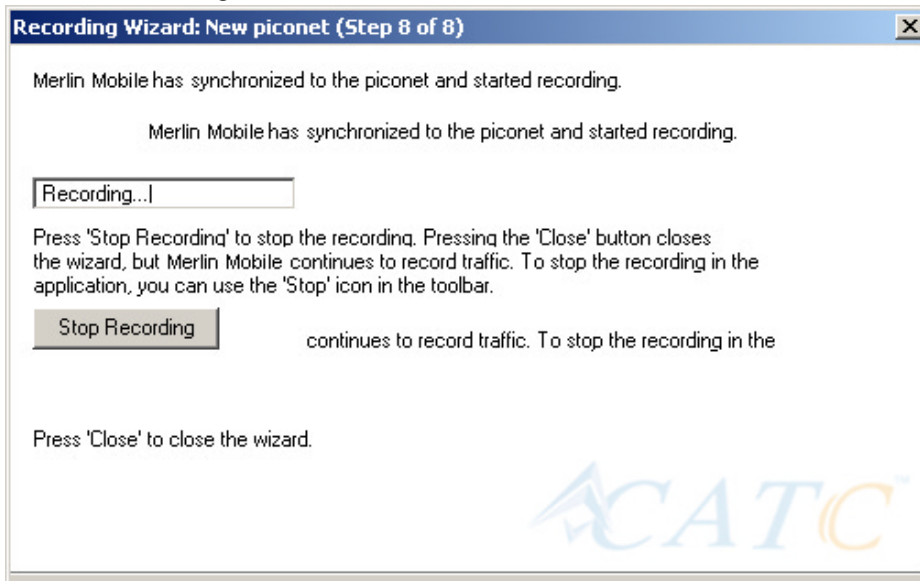 Recording Wizard: New piconet (Step 8 of 8)
Merlin Mobile has synchronized to the piconet and started recording.
Merlin Mobile has synchronized to the piconet and started recording.
Recording...
Press 'Stop Recording' to stop the recording. Pressing the 'Close' button closes
the wizard, but Merlin Mobile continues to record traffic. To stop the recording in the
application, you can use the 'Stop' icon in the toolbar.
Stop Recording
continues to record traffic. To stop the recording in the
Press 'Close' to close the wizard.
CATC